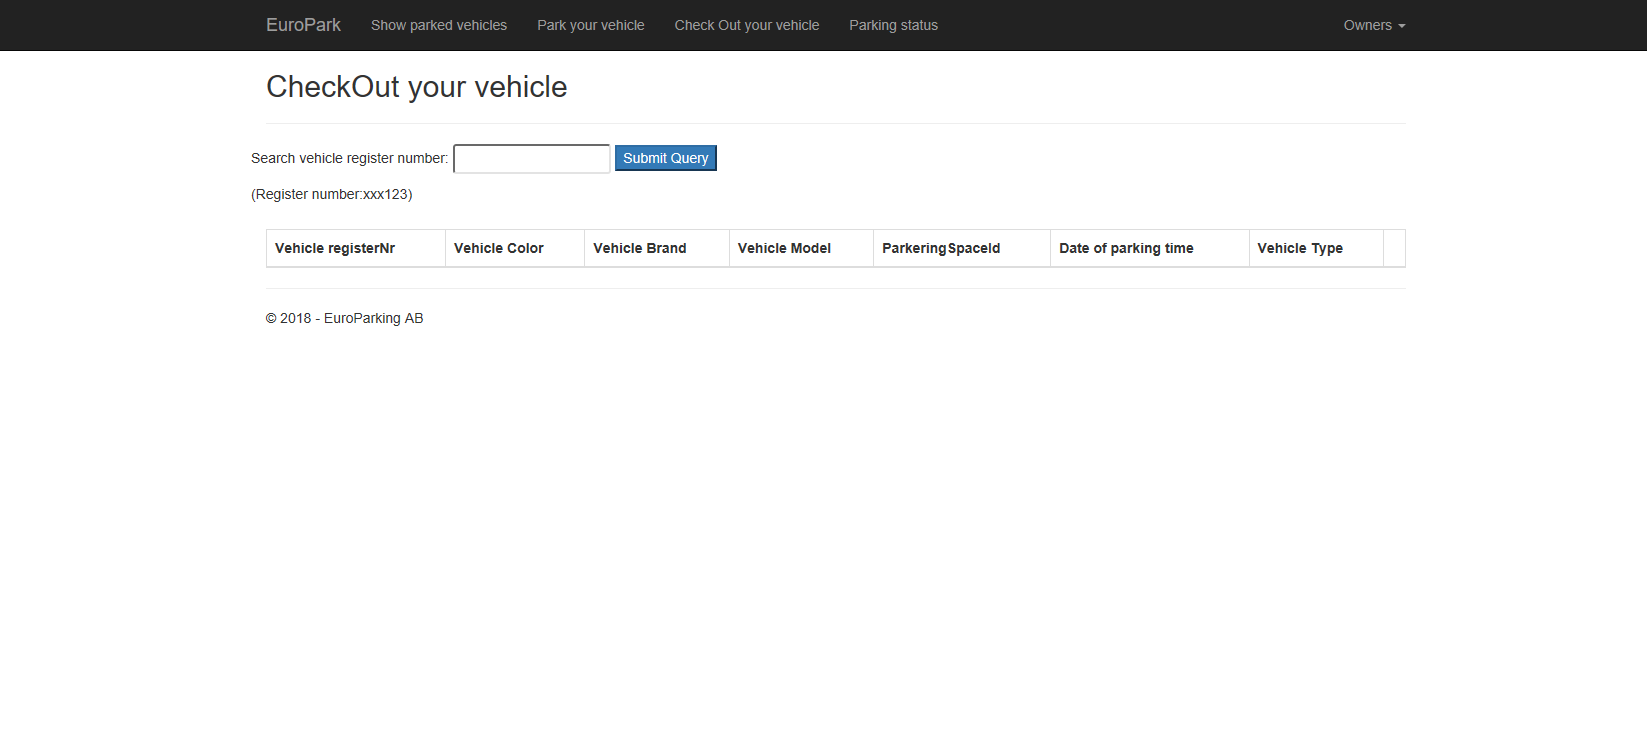 EuroPark Show parked vehicles Park your vehicle Check Out your vehicle Parking status Owners
CheckOut your vehicle
Search vehicle register number: Submit Query
(Register number:xxx123)
Vehicle registerNr Vehicle Color Vehicle Brand Vehicle Model ParkeringSpaceId Date of parking time Vehicle Type
© 2018 - EuroParking AB